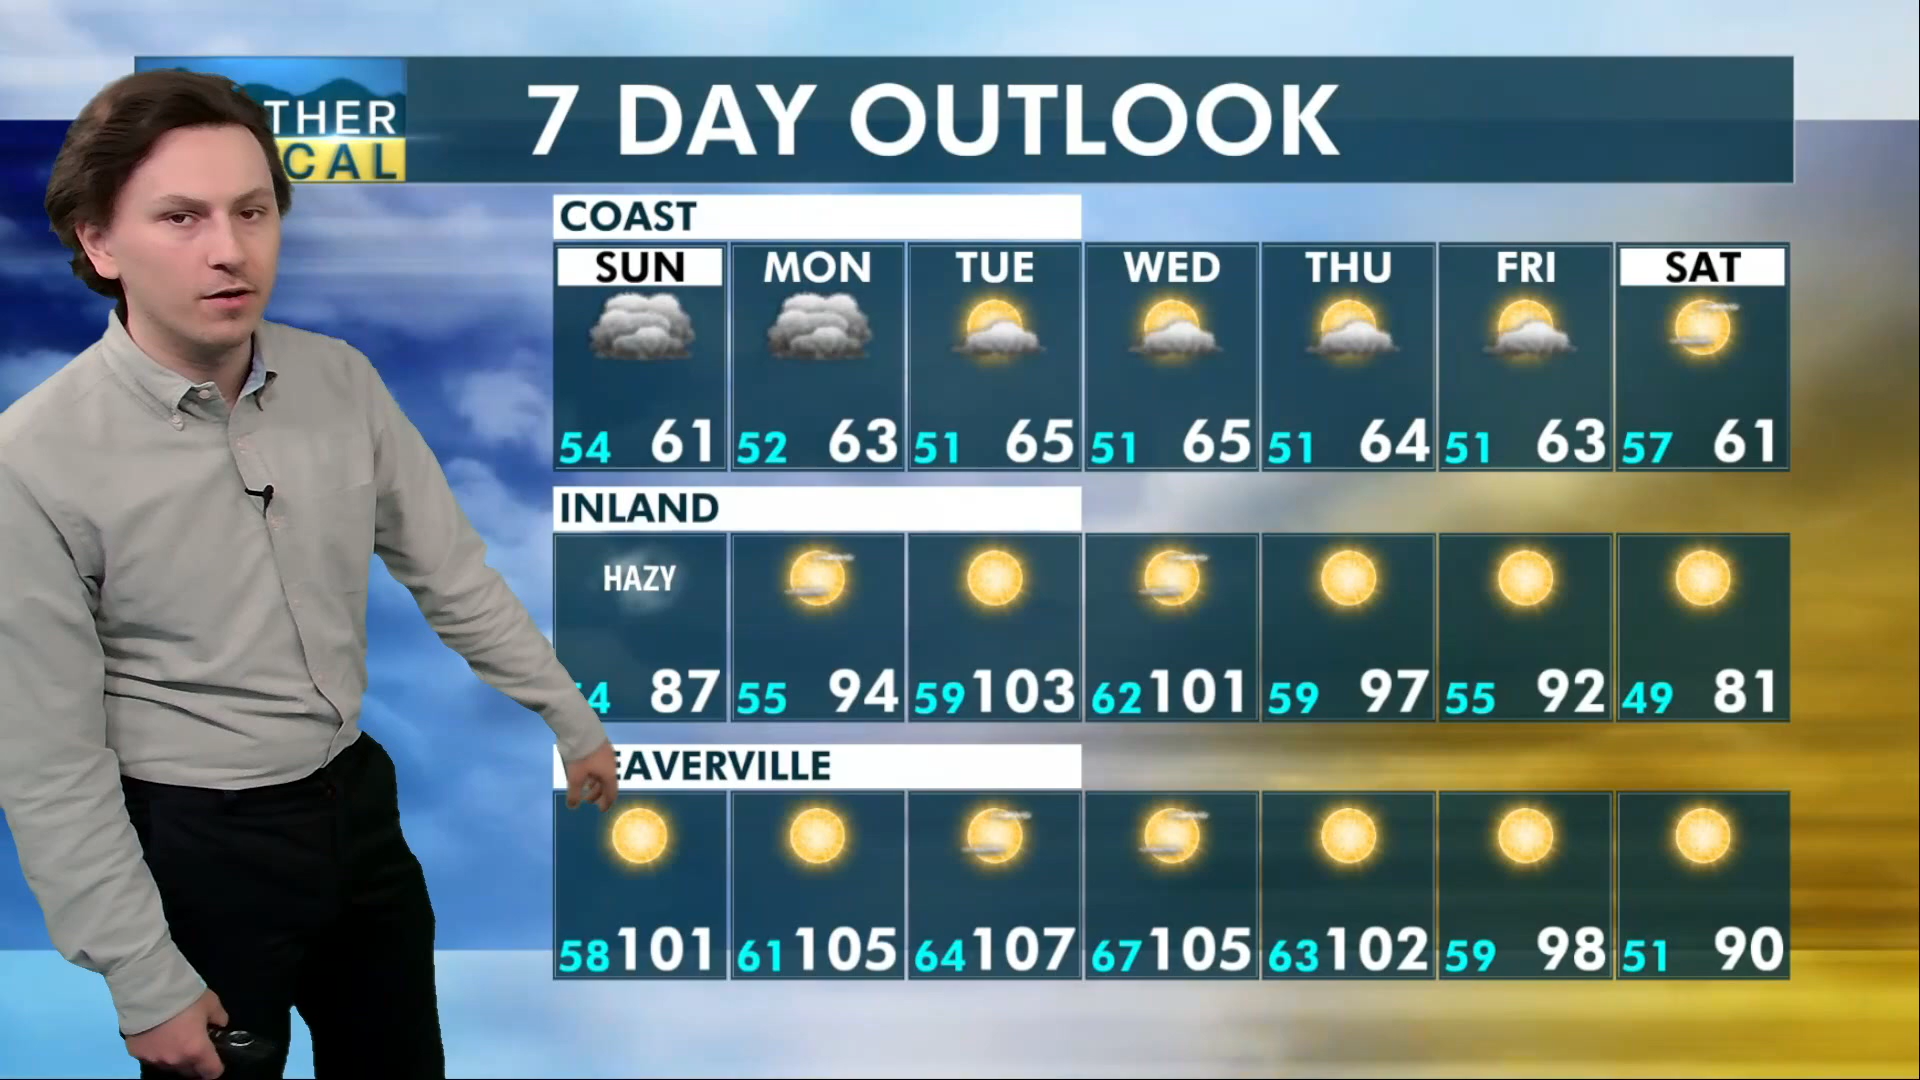 THER
CAL
7 DAY OUTLOOK
COAST
SUN MON TUE WED THU FRI SAT
54 61 52 63 51 65 51 65 51 64 51 63 57 61
INLAND
HAZY
4 87 55 94 59 103 62 101 59 97 55 92 49 81
EAVERVILLE
58 101 61 105 64 107 67 105 63 102 59 98 51 90